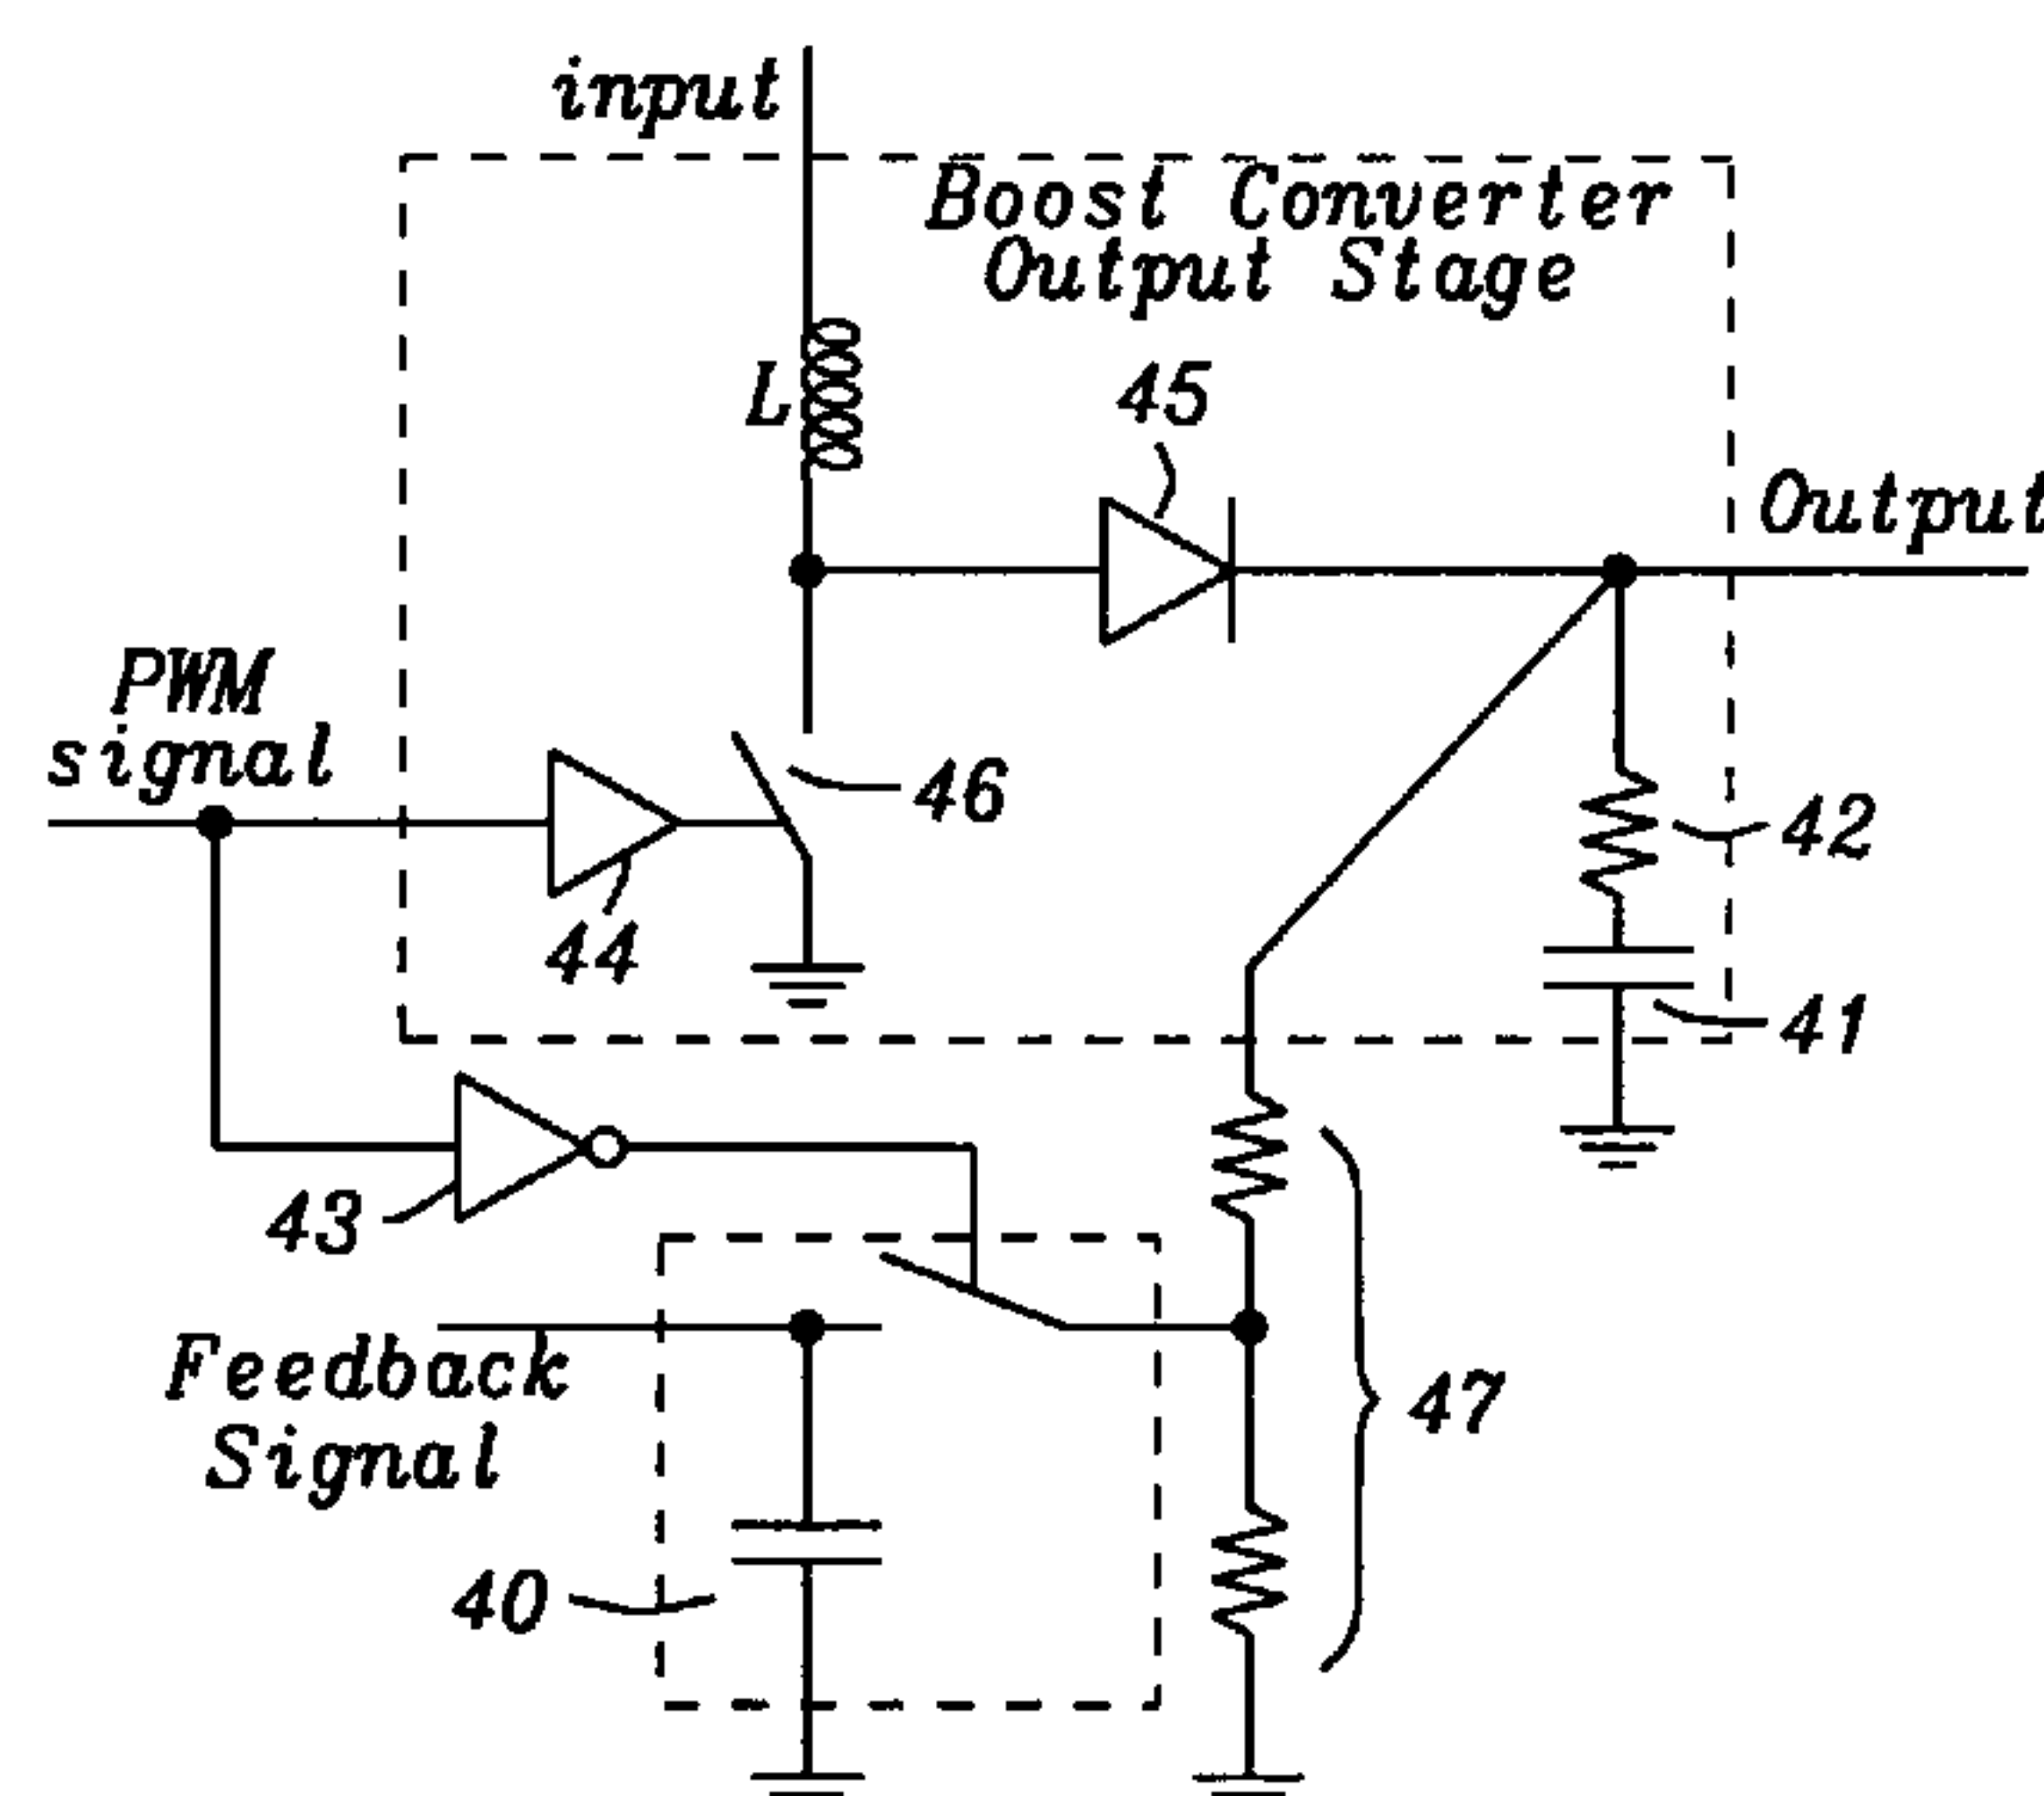 input
Boost Converter
Output Stage
L
45
Output
PWM
signal
46
42
44
41
43
Feedback
Signal
47
40